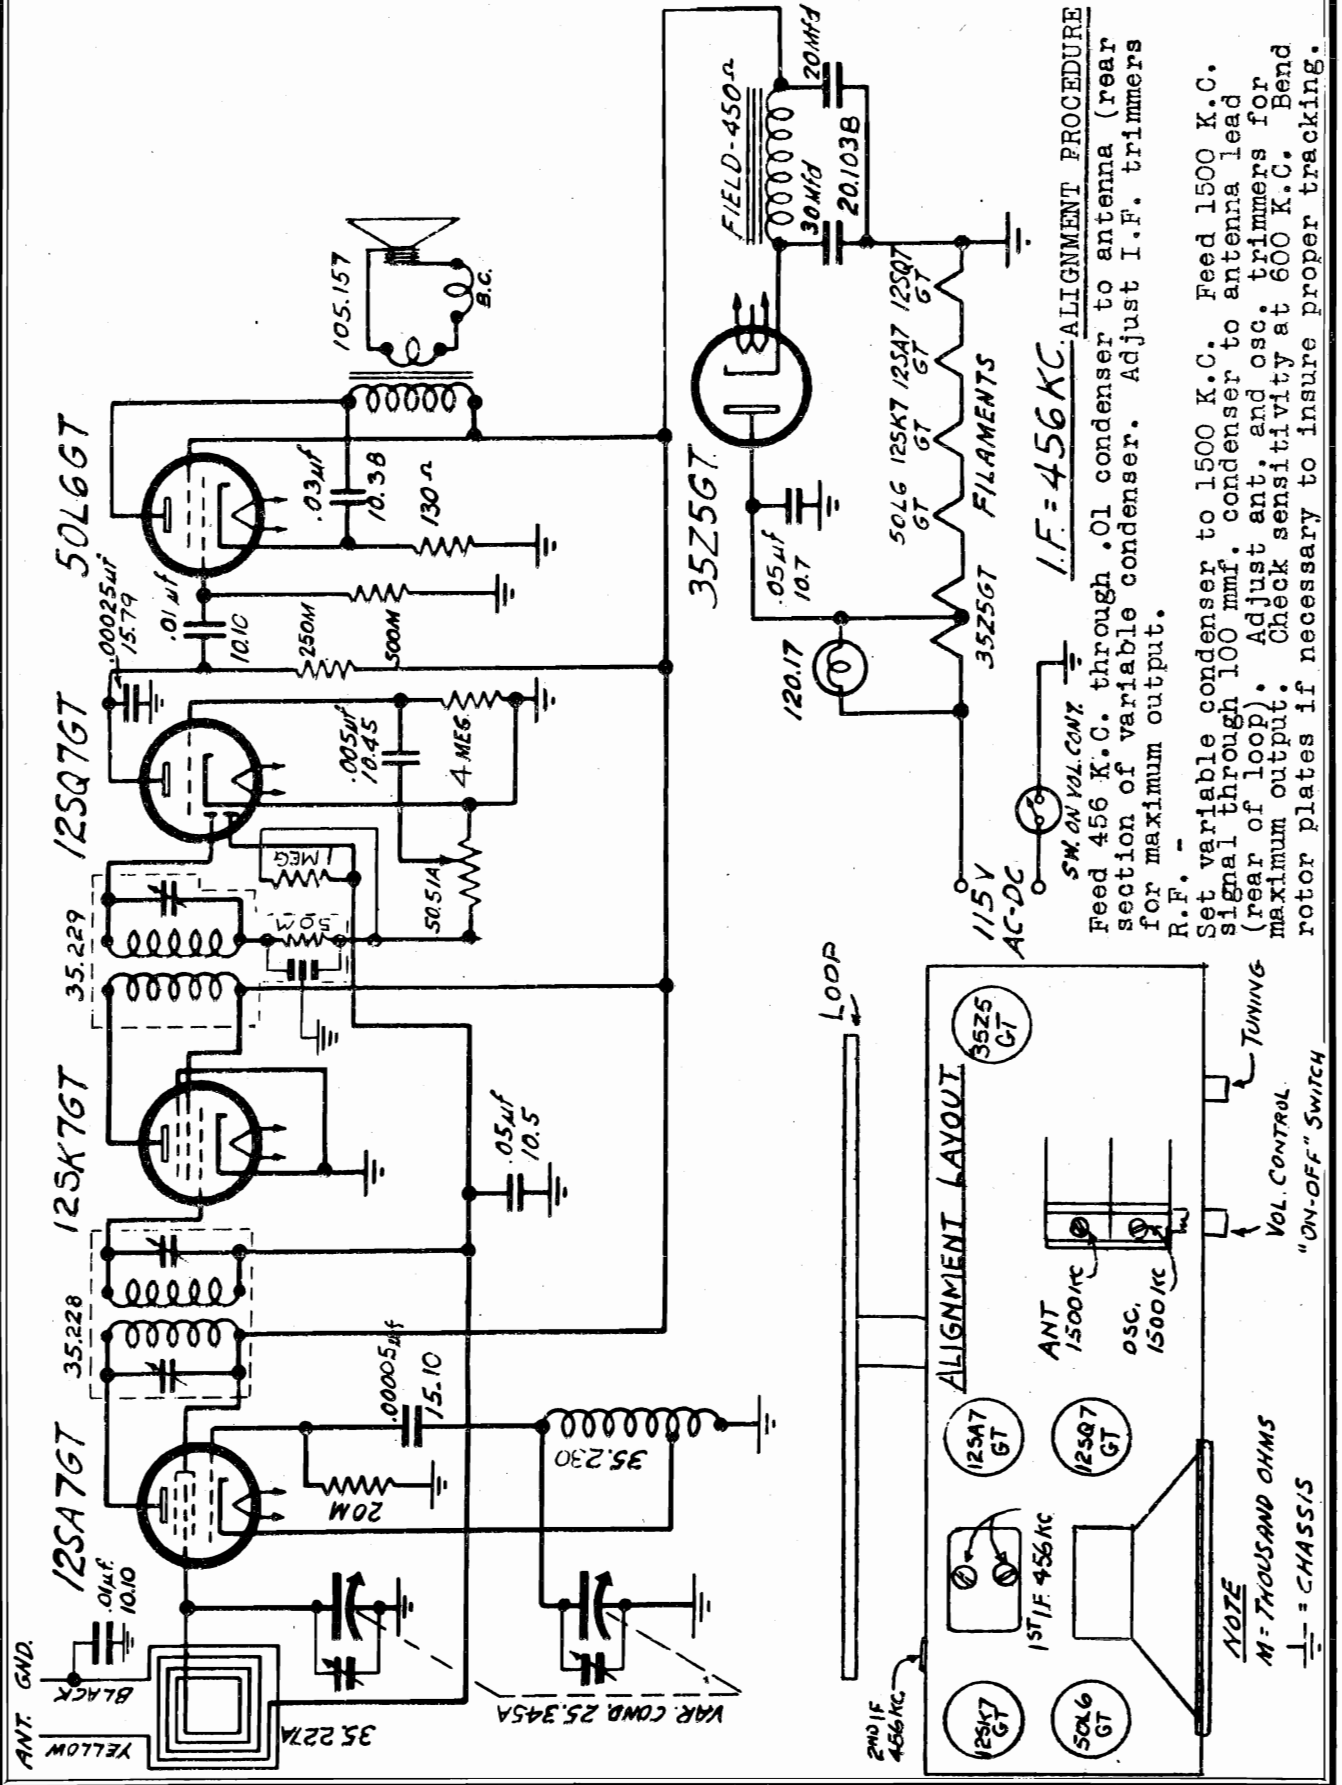 ANT. GND.
YELLOW
BLACK
.01µf.
10.10
35.227A
12SA7GT
35.228
12SK7GT
35.229
12SQ7GT
.00025µf
15.79
50L6GT
105.157
B.C.
.01µf
10.10
250M
500M
.03µf
10.3B
130Ω
1 MEG
50M
50.51A
.005µf
10.45
4 MEG.
.05µf
10.5
.00005µf
15.10
20M
35.230
VAR. COND. 25.345A
35Z5GT
FIELD-450Ω
30Mfd
20Mfd
20.103B
.05µf
10.7
120.17
35Z5GT
50L6
GT
12SK7
GT
12SA7
GT
12SQ7
GT
FILAMENTS
115V
AC-DC
SW. ON VOL. CONT.
I.F. = 456 KC.
ALIGNMENT PROCEDURE
Feed 456 K.C. through .01 condenser to antenna (rear
section of variable condenser. Adjust I.F. trimmers
for maximum output.
R.F. -
Set variable condenser to 1500 K.C. Feed 1500 K.C.
signal through 100 mmf. condenser to antenna lead
(rear of loop). Adjust ant. and osc. trimmers for
maximum output. Check sensitivity at 600 K.C. Bend
rotor plates if necessary to insure proper tracking.
LOOP
ALIGNMENT LAYOUT
2ND IF
456KC.
12SK7
GT
50L6
GT
1ST IF 456KC
12SA7
GT
12SQ7
GT
ANT
1500KC
OSC.
1500KC
35Z5
GT
TUNING
VOL. CONTROL
"ON-OFF" SWITCH
NOTE
M = THOUSAND OHMS
= CHASSIS